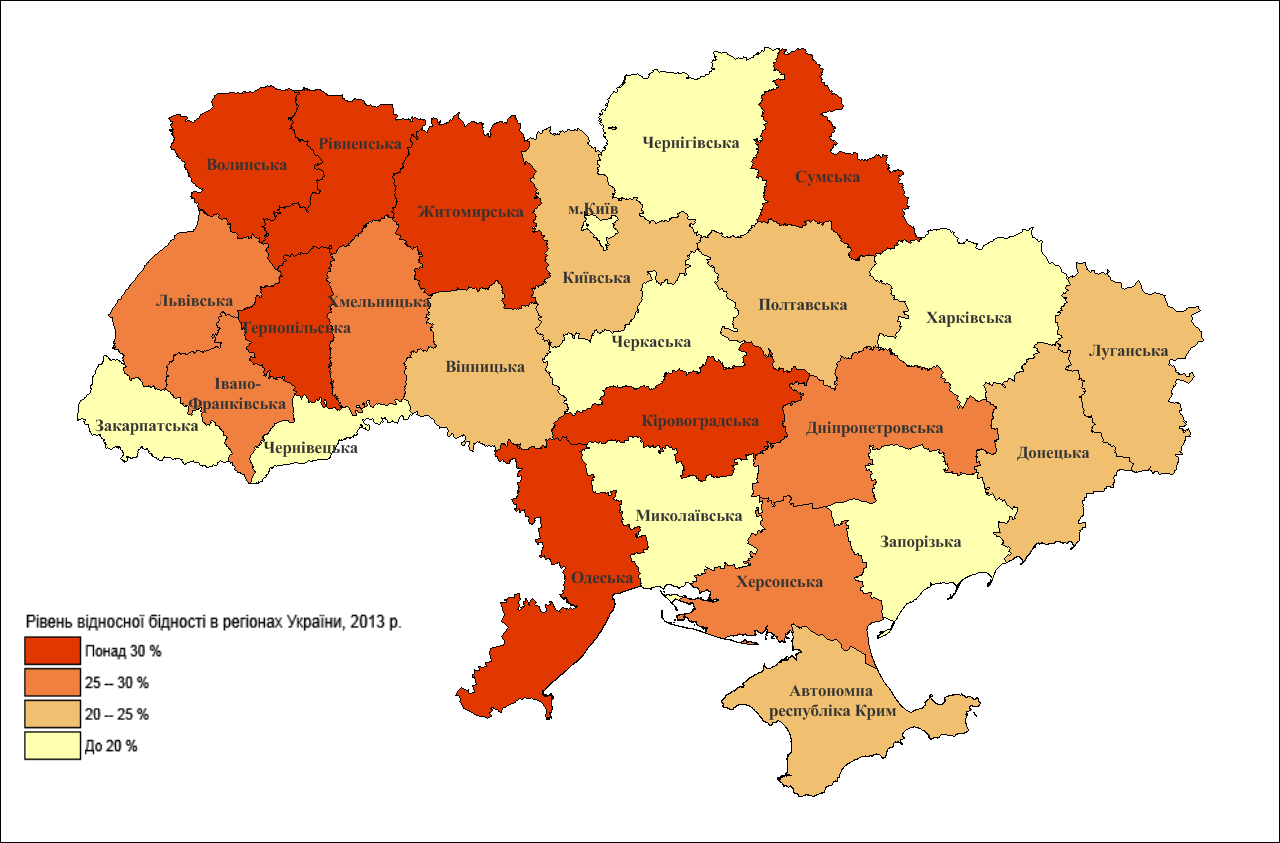 Чернігівська
Рівненська
Волинська
Сумська
Житомирська
м.Київ
Київська
Львівська
Хмельницька
Полтавська
Харківська
Тернопільська
Черкаська
Луганська
Вінницька
Івано-
Франківська
Закарпатська
Кіровоградська
Дніпропетровська
Чернівецька
Донецька
Миколаївська
Запорізька
Одеська
Херсонська
Автономна
республіка Крим
Рівень відносної бідності в регіонах України, 2013 р.
Понад 30 %
25 -- 30 %
20 -- 25 %
До 20 %